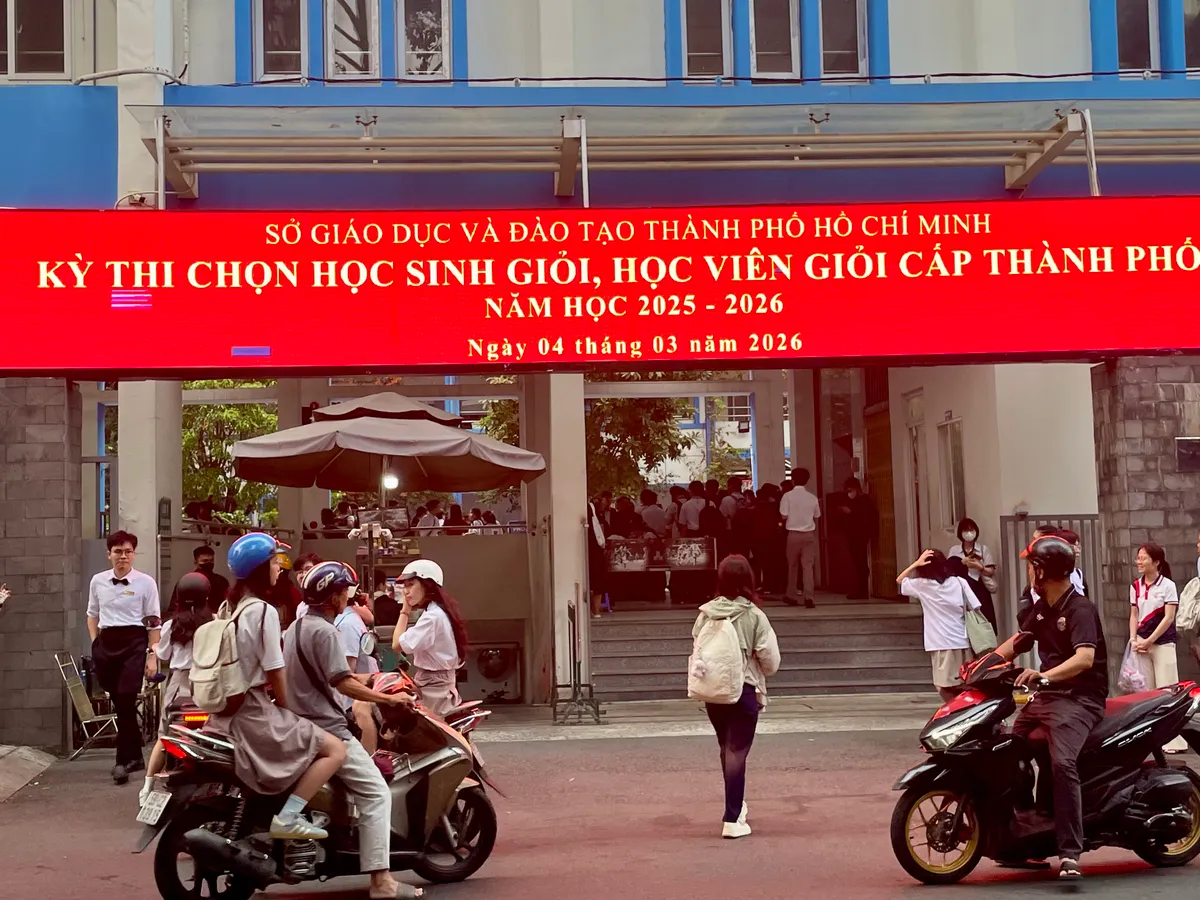 SỞ GIÁO DỤC VÀ ĐÀO TẠO THÀNH PHỐ HỒ CHÍ MINH
KỲ THI CHỌN HỌC SINH GIỎI, HỌC VIÊN GIỎI CẤP THÀNH PHỐ
NĂM HỌC 2025 - 2026
Ngày 04 tháng 03 năm 2026